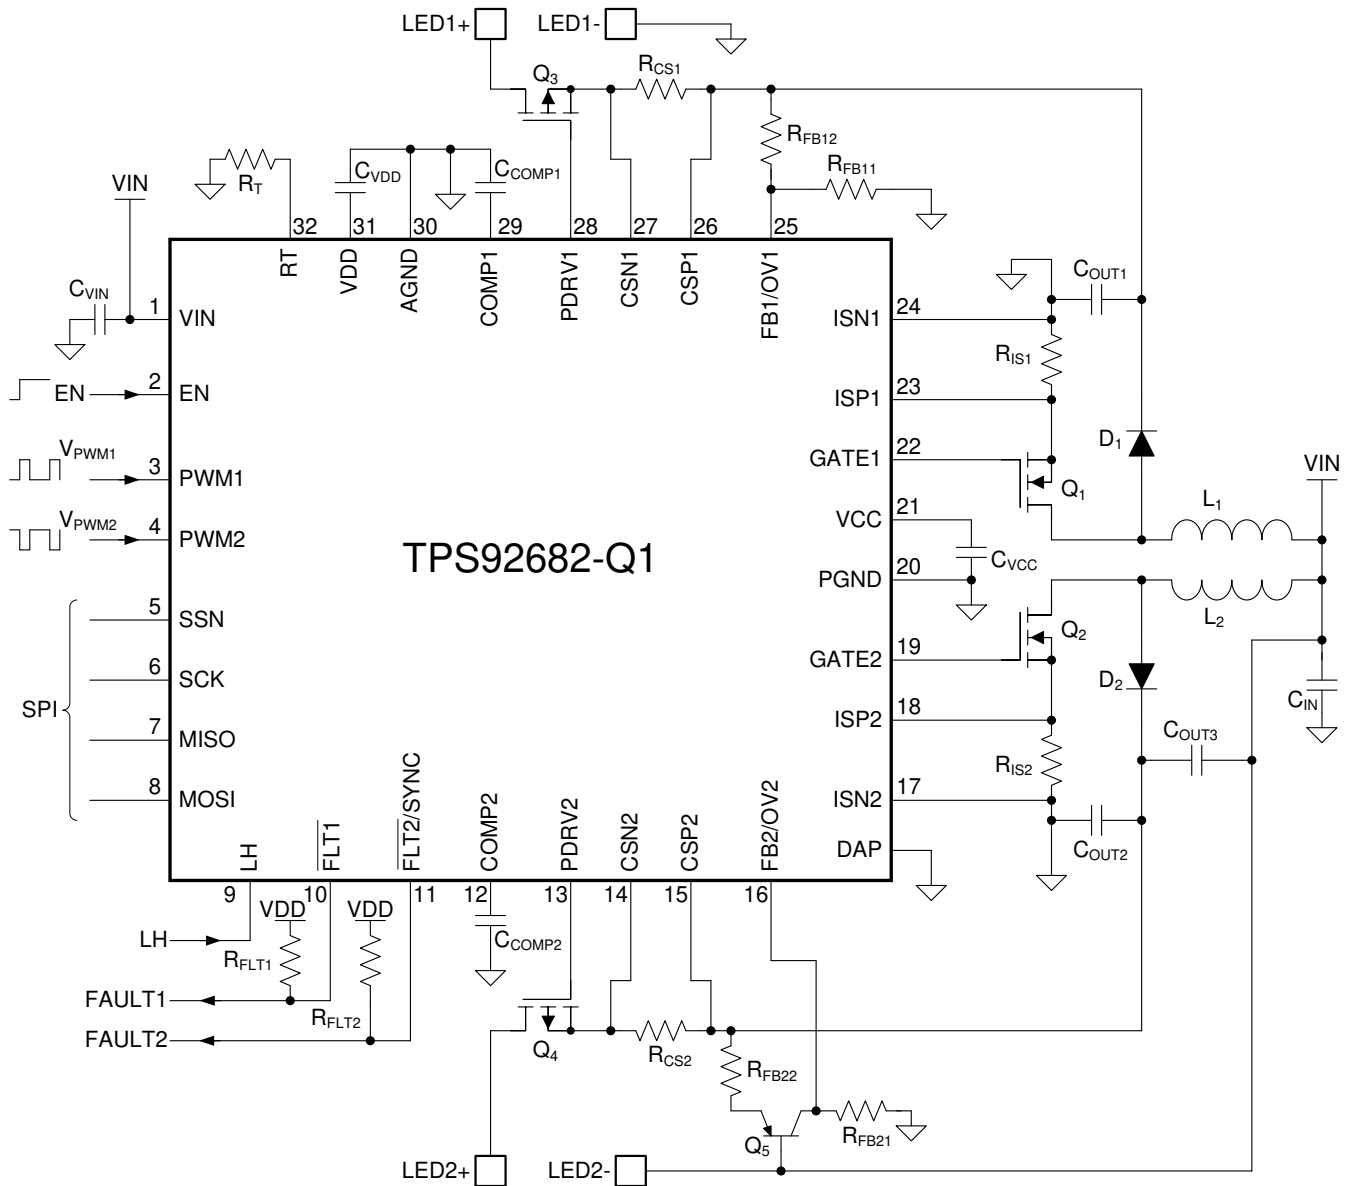 LED1+ LED1-
Q3 RCS1
RFB12
RFB11
RT CVDD CCOMP1
VIN
32 31 30 29 28 27 26 25
RT VDD AGND COMP1 PDRV1 CSN1 CSP1 FB1/OV1
CVIN
1 VIN
EN 2 EN
VPWM1 3 PWM1
VPWM2 4 PWM2
SPI
5 SSN
6 SCK
7 MISO
8 MOSI
TPS92682-Q1
ISN1 24
ISP1 23
GATE1 22
VCC 21
PGND 20
GATE2 19
ISP2 18
ISN2 17
DAP
COUT1
RIS1
D1
Q1
L1
VIN
CVCC
L2
Q2
D2
CIN
COUT3
RIS2
COUT2
LH FLT1 FLT2/SYNC COMP2 PDRV2 CSN2 CSP2 FB2/OV2
9 10 11 12 13 14 15 16
VDD VDD
LH
RFLT1
CCOMP2
FAULT1
RFLT2
FAULT2
Q4 RCS2
RFB22
Q5 RFB21
LED2+ LED2-